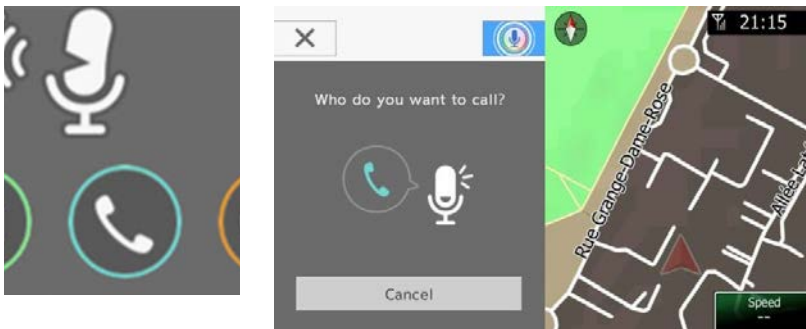 21:15
Who do you want to call?
Rue Grange-Dame-Rose
Cancel
Speed
--